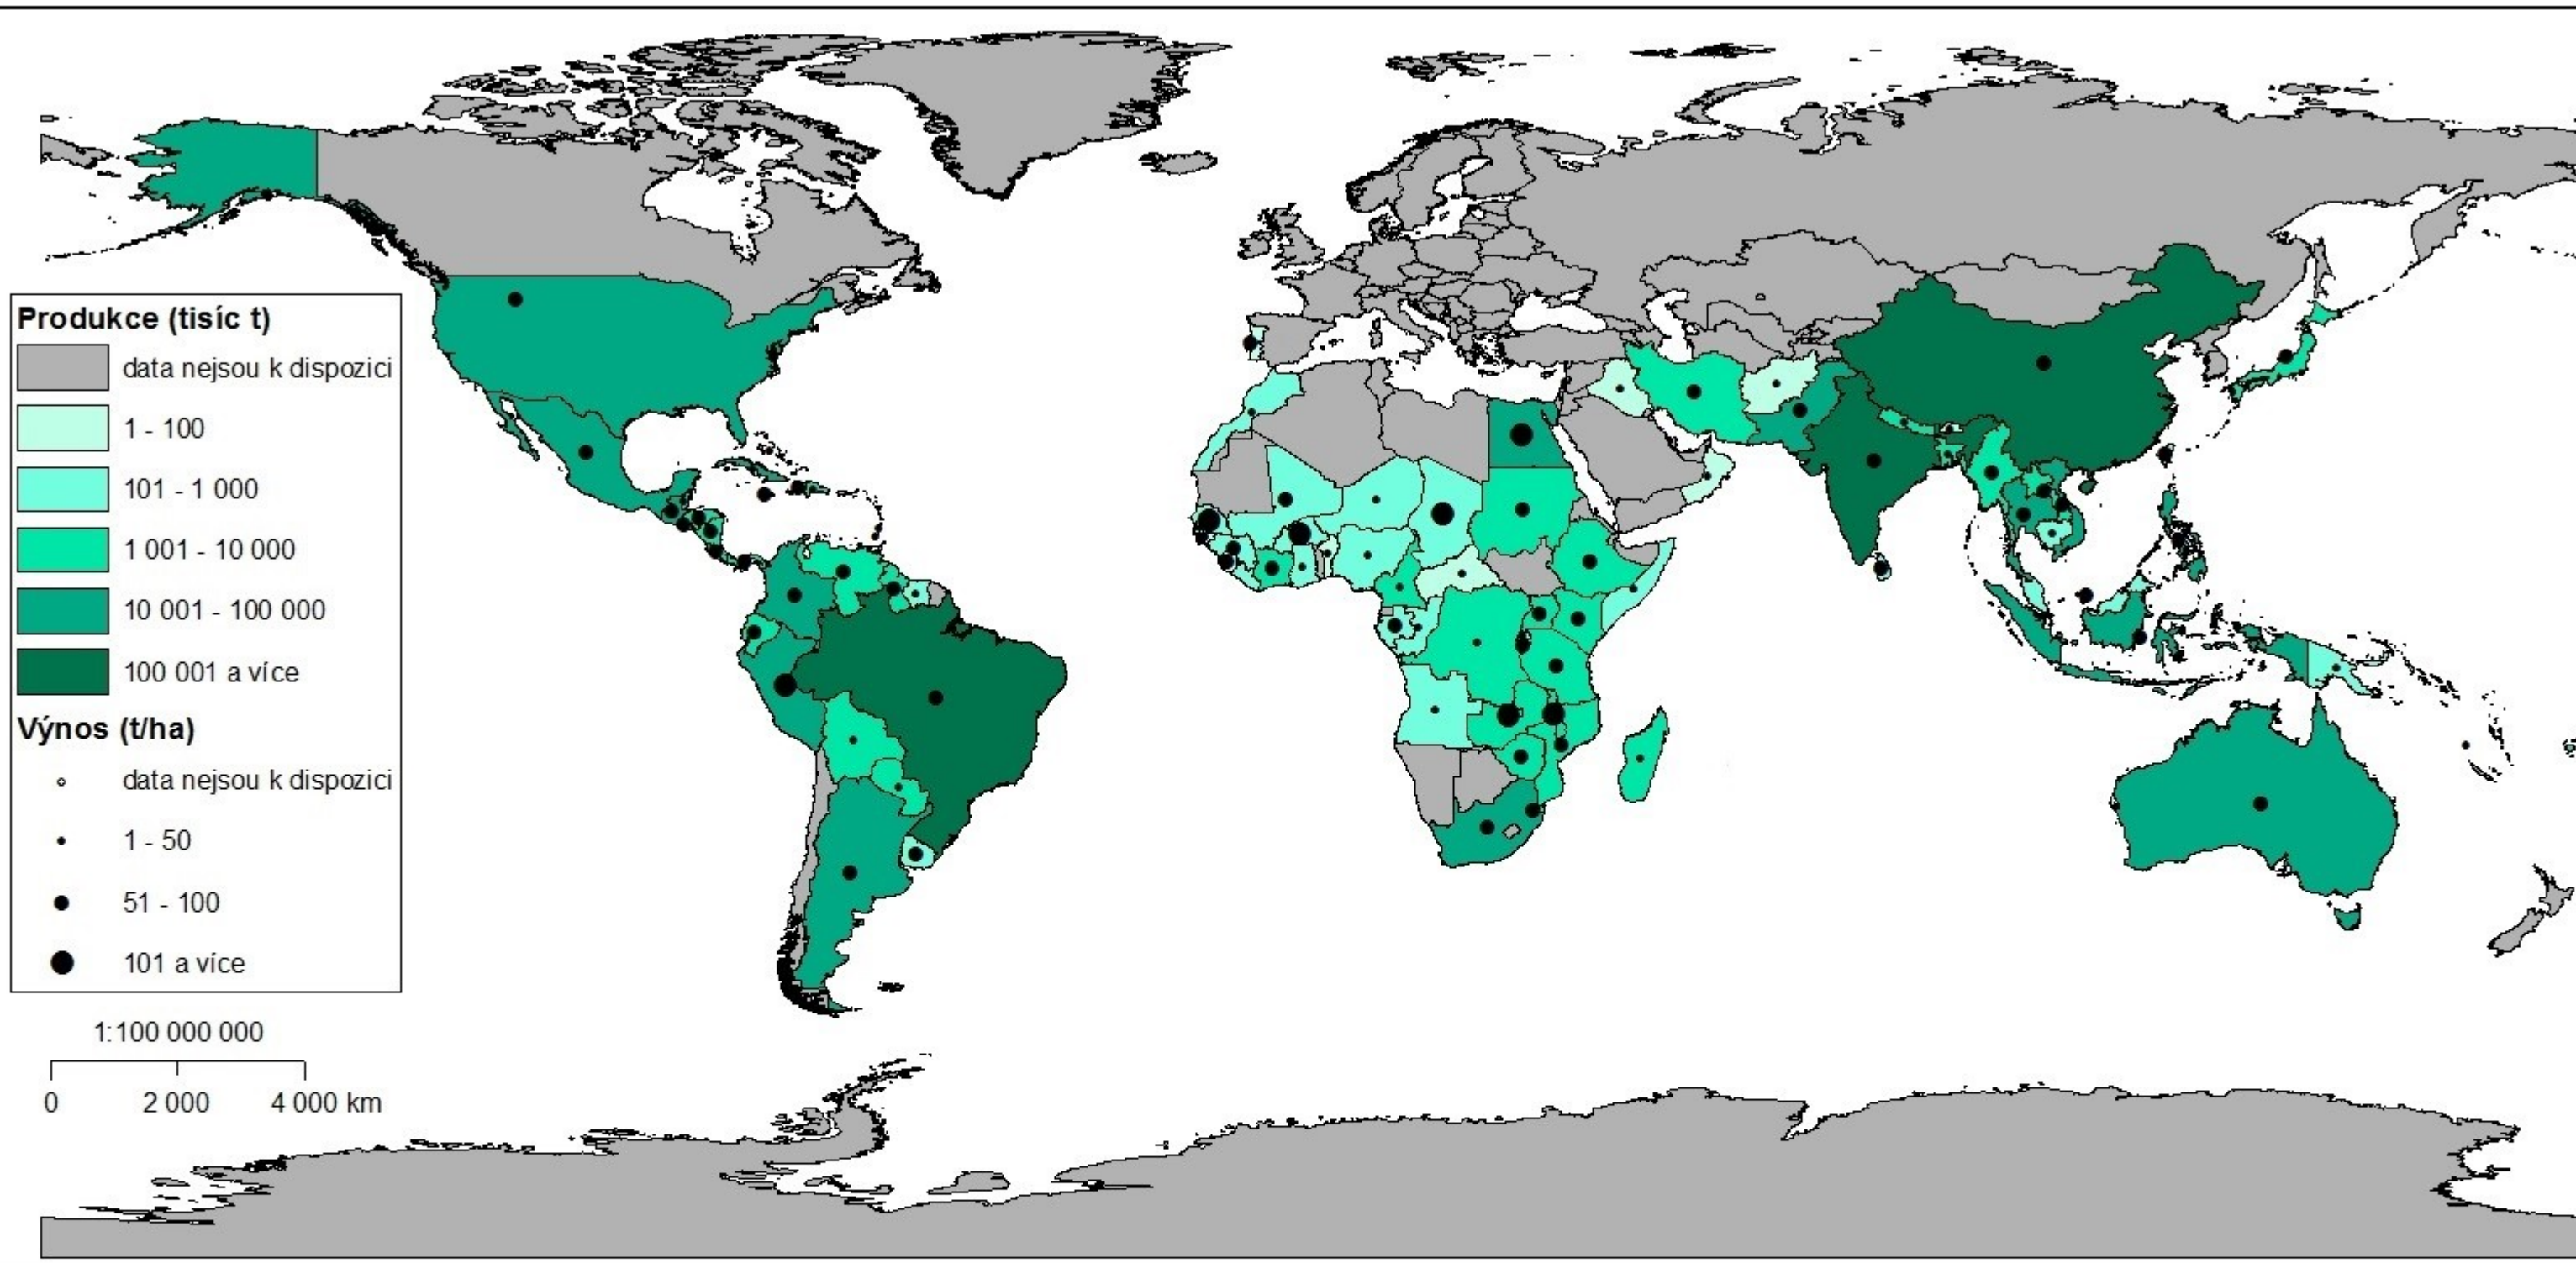 Produkce (tisíc t)
data nejsou k dispozici
1 - 100
101 - 1 000
1 001 - 10 000
10 001 - 100 000
100 001 a více
Výnos (t/ha)
data nejsou k dispozici
1 - 50
51 - 100
101 a více
1:100 000 000
0 2 000 4 000 km